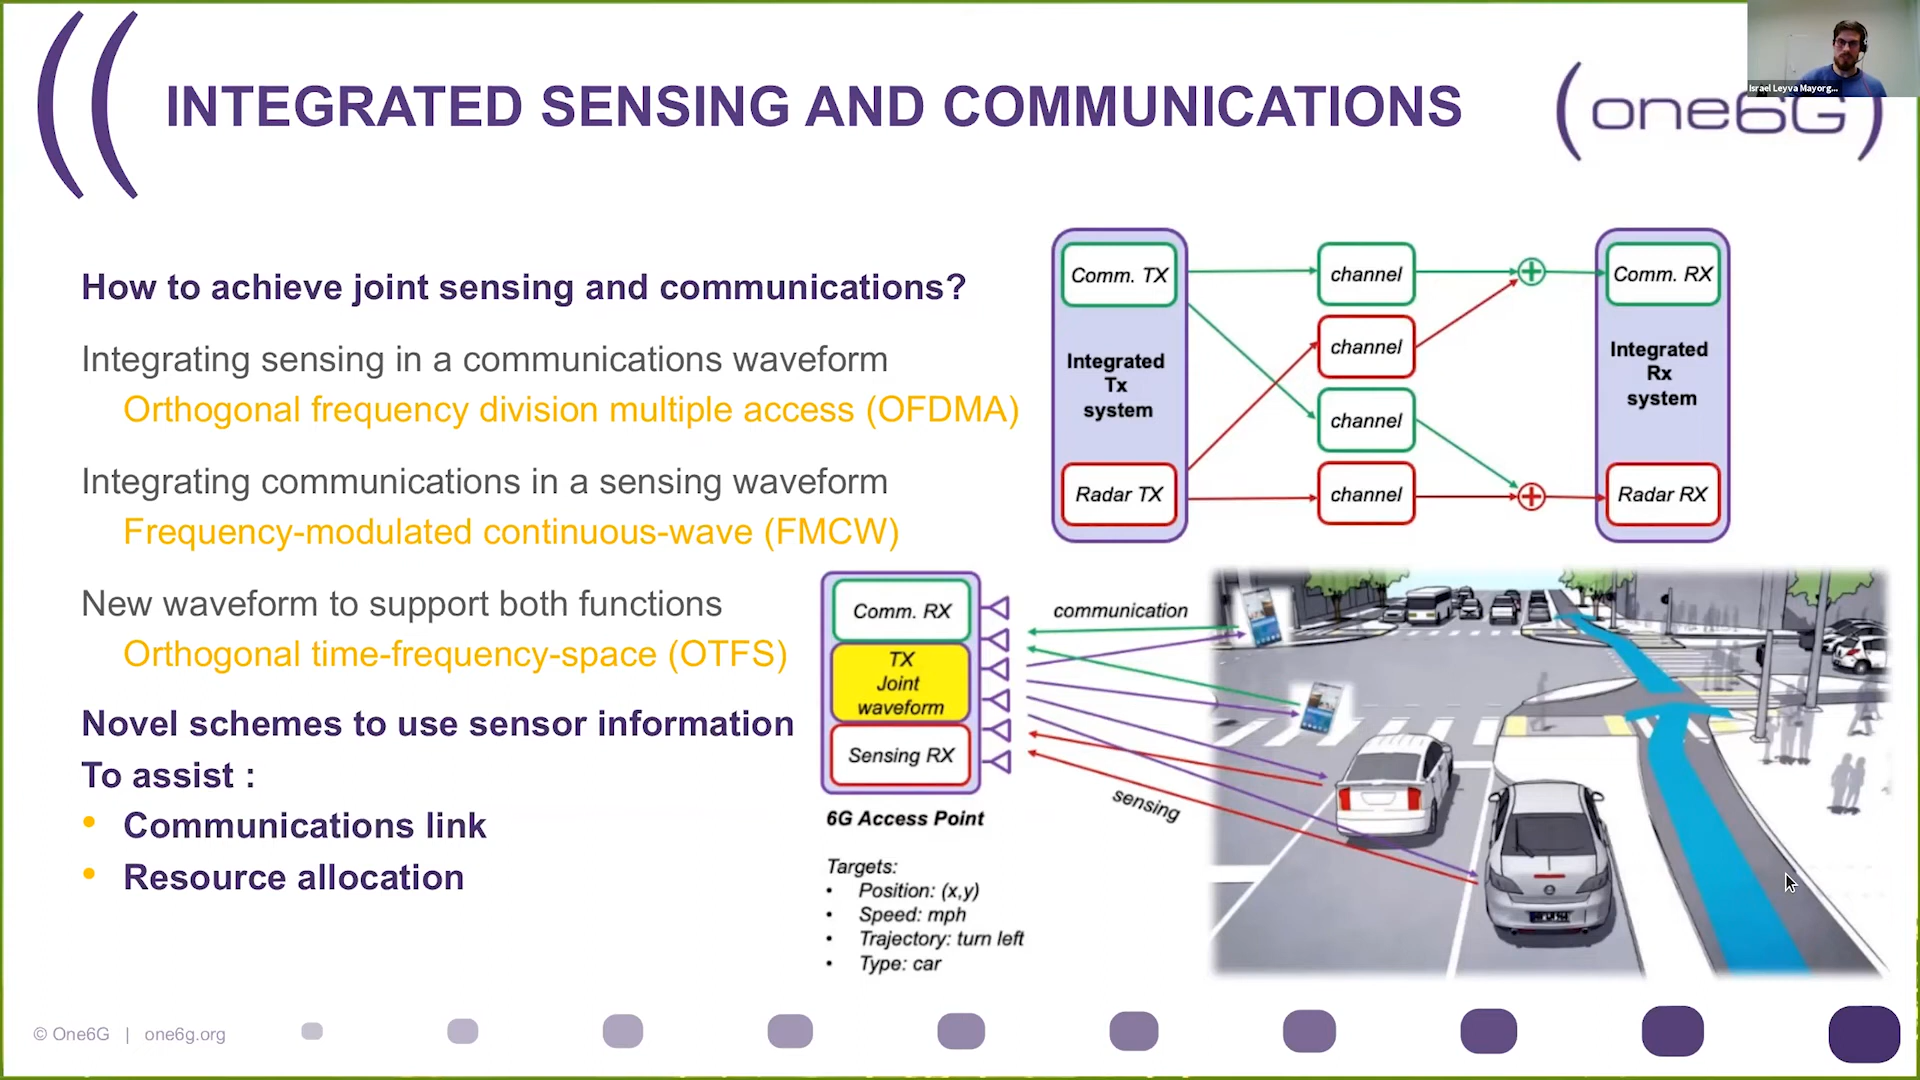 INTEGRATED SENSING AND COMMUNICATIONS
Israel Leyva Mayorg...
(one6G)
How to achieve joint sensing and communications?
Integrating sensing in a communications waveform
Orthogonal frequency division multiple access (OFDMA)
Integrating communications in a sensing waveform
Frequency-modulated continuous-wave (FMCW)
New waveform to support both functions
Orthogonal time-frequency-space (OTFS)
Novel schemes to use sensor information
To assist :
• Communications link
• Resource allocation
Comm. TX
Integrated
Tx
system
Radar TX
channel
channel
channel
channel
Comm. RX
Integrated
Rx
system
Radar RX
Comm. RX
TX
Joint
waveform
Sensing RX
6G Access Point
communication
sensing
Targets:
• Position: (x,y)
• Speed: mph
• Trajectory: turn left
• Type: car
© One6G | one6g.org